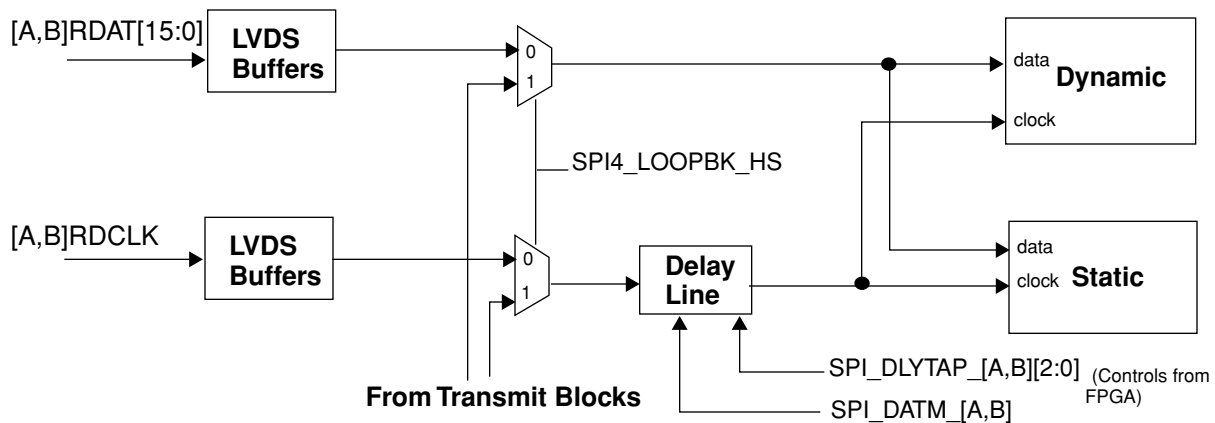 [A,B]RDAT[15:0]
LVDS
Buffers
0
1
data
Dynamic
clock
SPI4_LOOPBK_HS
[A,B]RDCLK
LVDS
Buffers
0
1
Delay
Line
data
clock
Static
From Transmit Blocks
SPI_DLYTAP_[A,B][2:0]
(Controls from
FPGA)
SPI_DATM_[A,B]